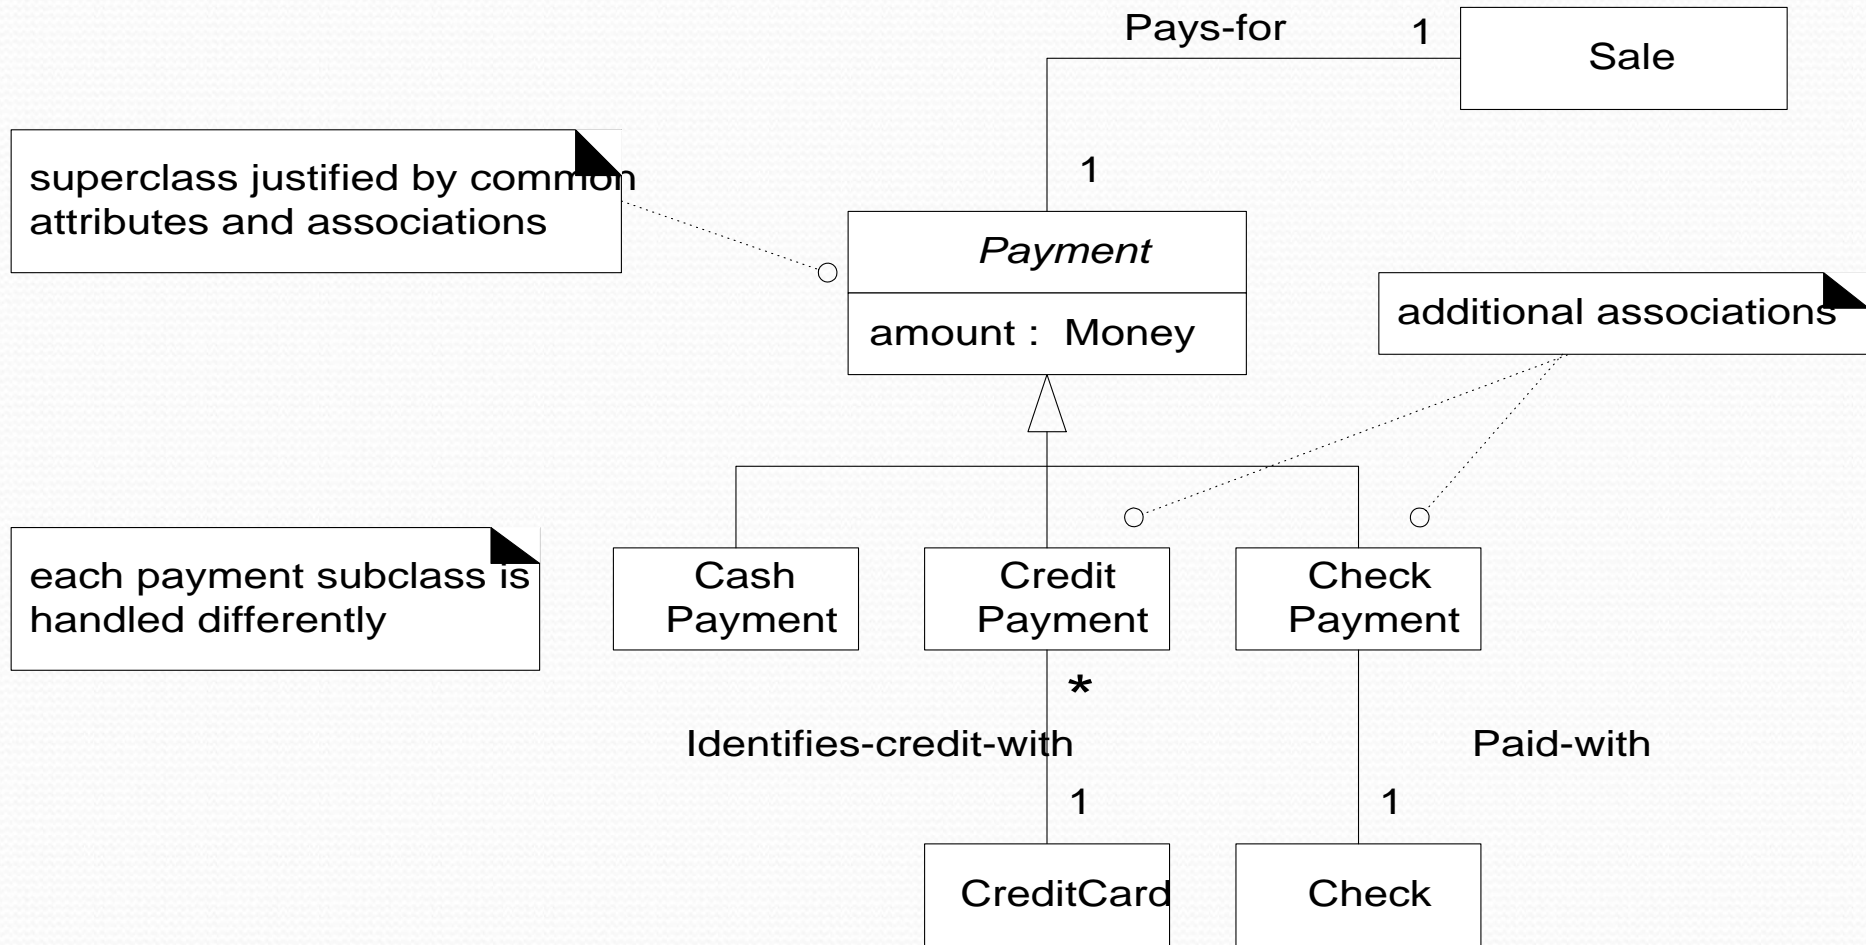 Pays-for
1
Sale
superclass justified by common
attributes and associations
1
Payment
amount : Money
additional associations
each payment subclass is
handled differently
Cash
Payment
Credit
Payment
Check
Payment
*
Identifies-credit-with
Paid-with
1
1
CreditCard
Check